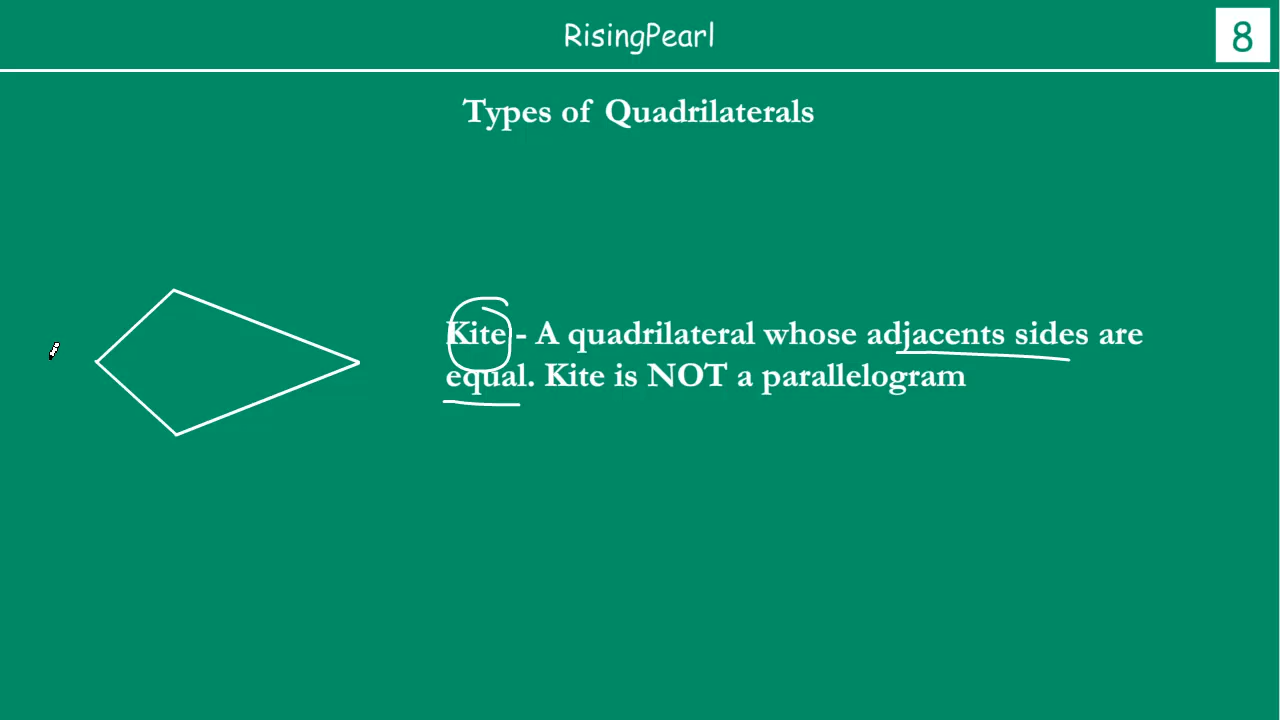 RisingPearl
8
Types of Quadrilaterals
Kite - A quadrilateral whose adjacents sides are
equal. Kite is NOT a parallelogram